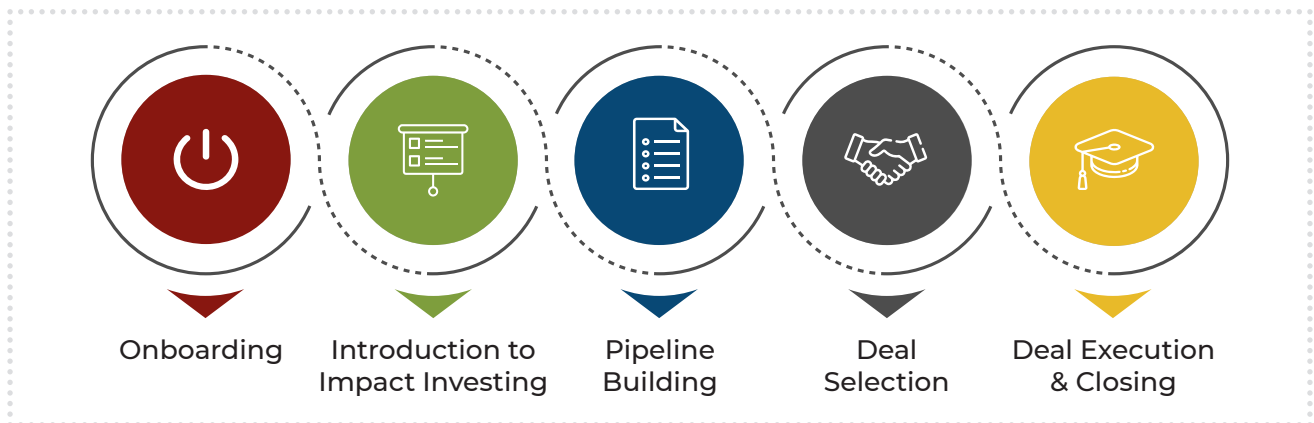 Onboarding
Introduction to
Impact Investing
Pipeline
Building
Deal
Selection
Deal Execution
& Closing